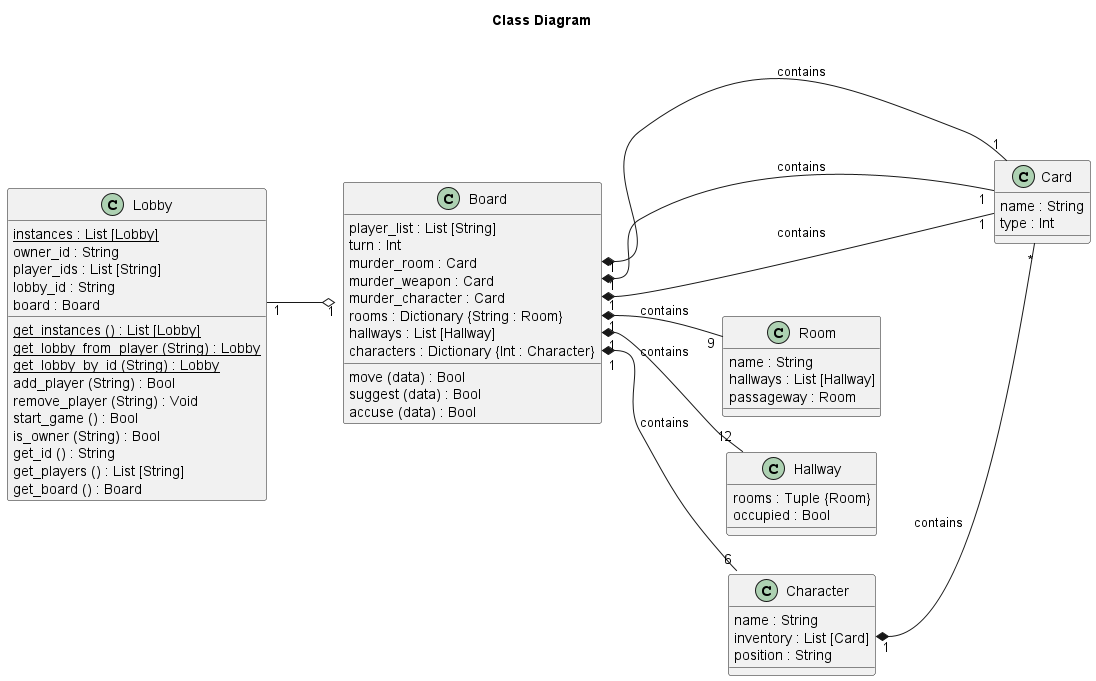 Class Diagram
C Lobby
instances : List [Lobby]
owner_id : String
player_ids : List [String]
lobby_id : String
board : Board
get_instances () : List [Lobby]
get_lobby_from_player (String) : Lobby
get_lobby_by_id (String) : Lobby
add_player (String) : Bool
remove_player (String) : Void
start_game () : Bool
is_owner (String) : Bool
get_id () : String
get_players () : List [String]
get_board () : Board
1
1
C Board
player_list : List [String]
turn : Int
murder_room : Card
murder_weapon : Card
murder_character : Card
rooms : Dictionary {String : Room}
hallways : List [Hallway]
characters : Dictionary {Int : Character}
move (data) : Bool
suggest (data) : Bool
accuse (data) : Bool
1
1
1
1
1
1
contains
contains
contains
contains
contains
contains
1
1
1
9
12
6
C Card
name : String
type : Int
*
C Room
name : String
hallways : List [Hallway]
passageway : Room
C Hallway
rooms : Tuple {Room}
occupied : Bool
contains
C Character
name : String
inventory : List [Card]
position : String
1